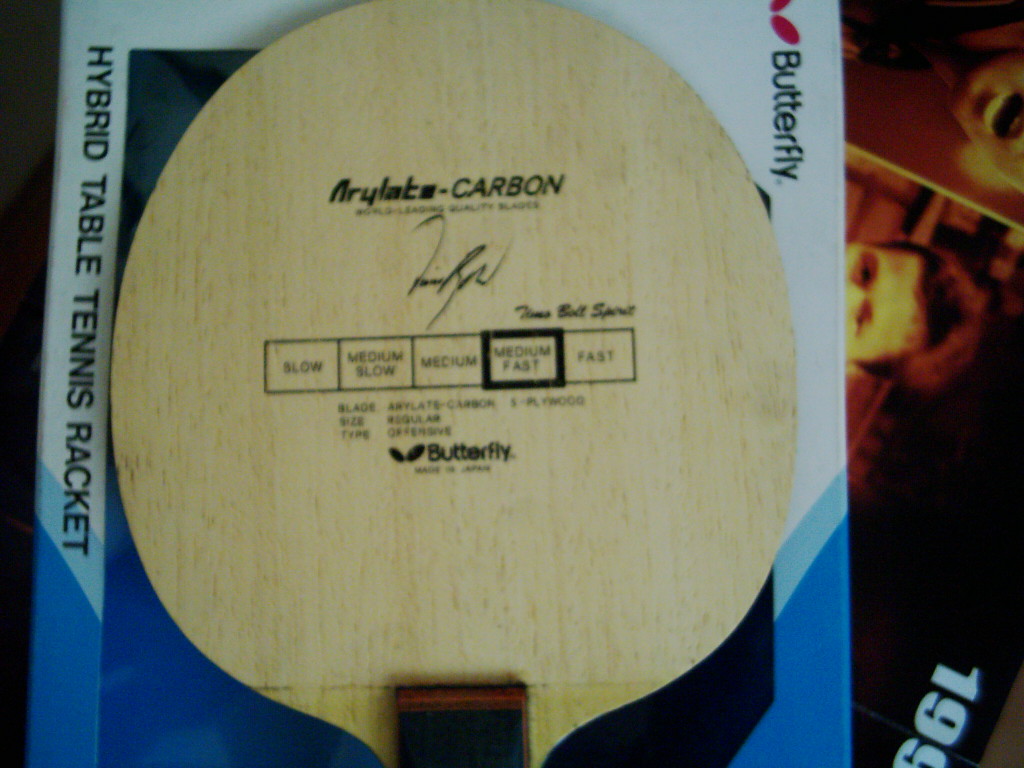 HYBRID TABLE TENNIS RACKET
Butterfly.
Arylate-CARBON
WORLD-LEADING QUALITY BLADES
Timo Boll Spirit
SLOW
MEDIUM
SLOW
MEDIUM
MEDIUM
FAST
FAST
BLADE ARYLATE-CARBON 5-PLYWOOD
SIZE REGULAR
TYPE OFFENSIVE
Butterfly.
MADE IN JAPAN
199